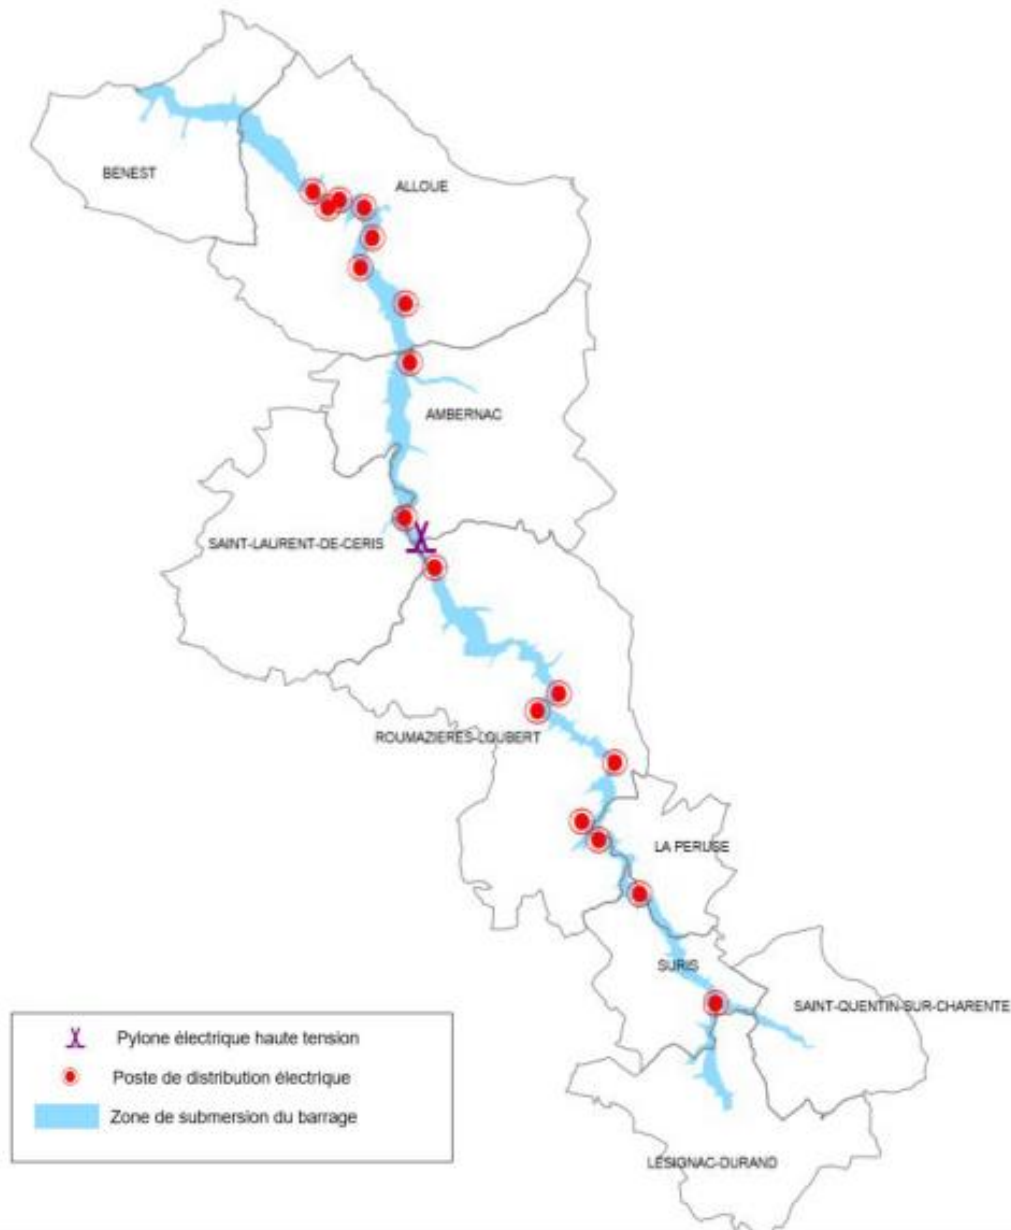 BENEST
ALLOUE
AMBERNAC
SAINT-LAURENT-DE-CERIS
ROUMAZIERES-LOUBERT
LA PERUSE
SURIS
SAINT-QUENTIN-SUR-CHARENTE
LESIGNAC-DURAND
Pylone électrique haute tension
Poste de distribution électrique
Zone de submersion du barrage